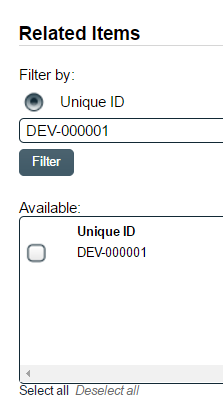 Related Items
Filter by:
Unique ID
DEV-000001
Filter
Available:
Unique ID
DEV-000001
Select all Deselect all